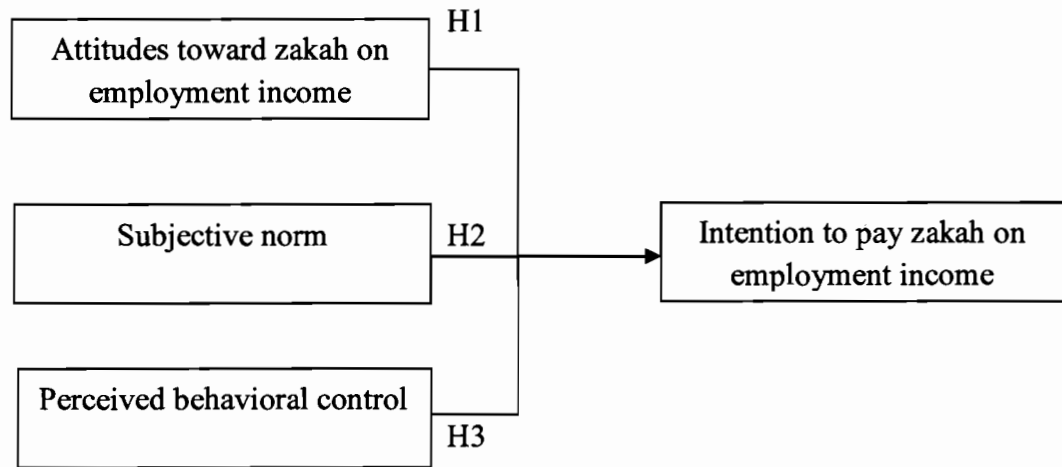 H1
Attitudes toward zakah on
employment income
Subjective norm
H2
Intention to pay zakah on
employment income
Perceived behavioral control
H3